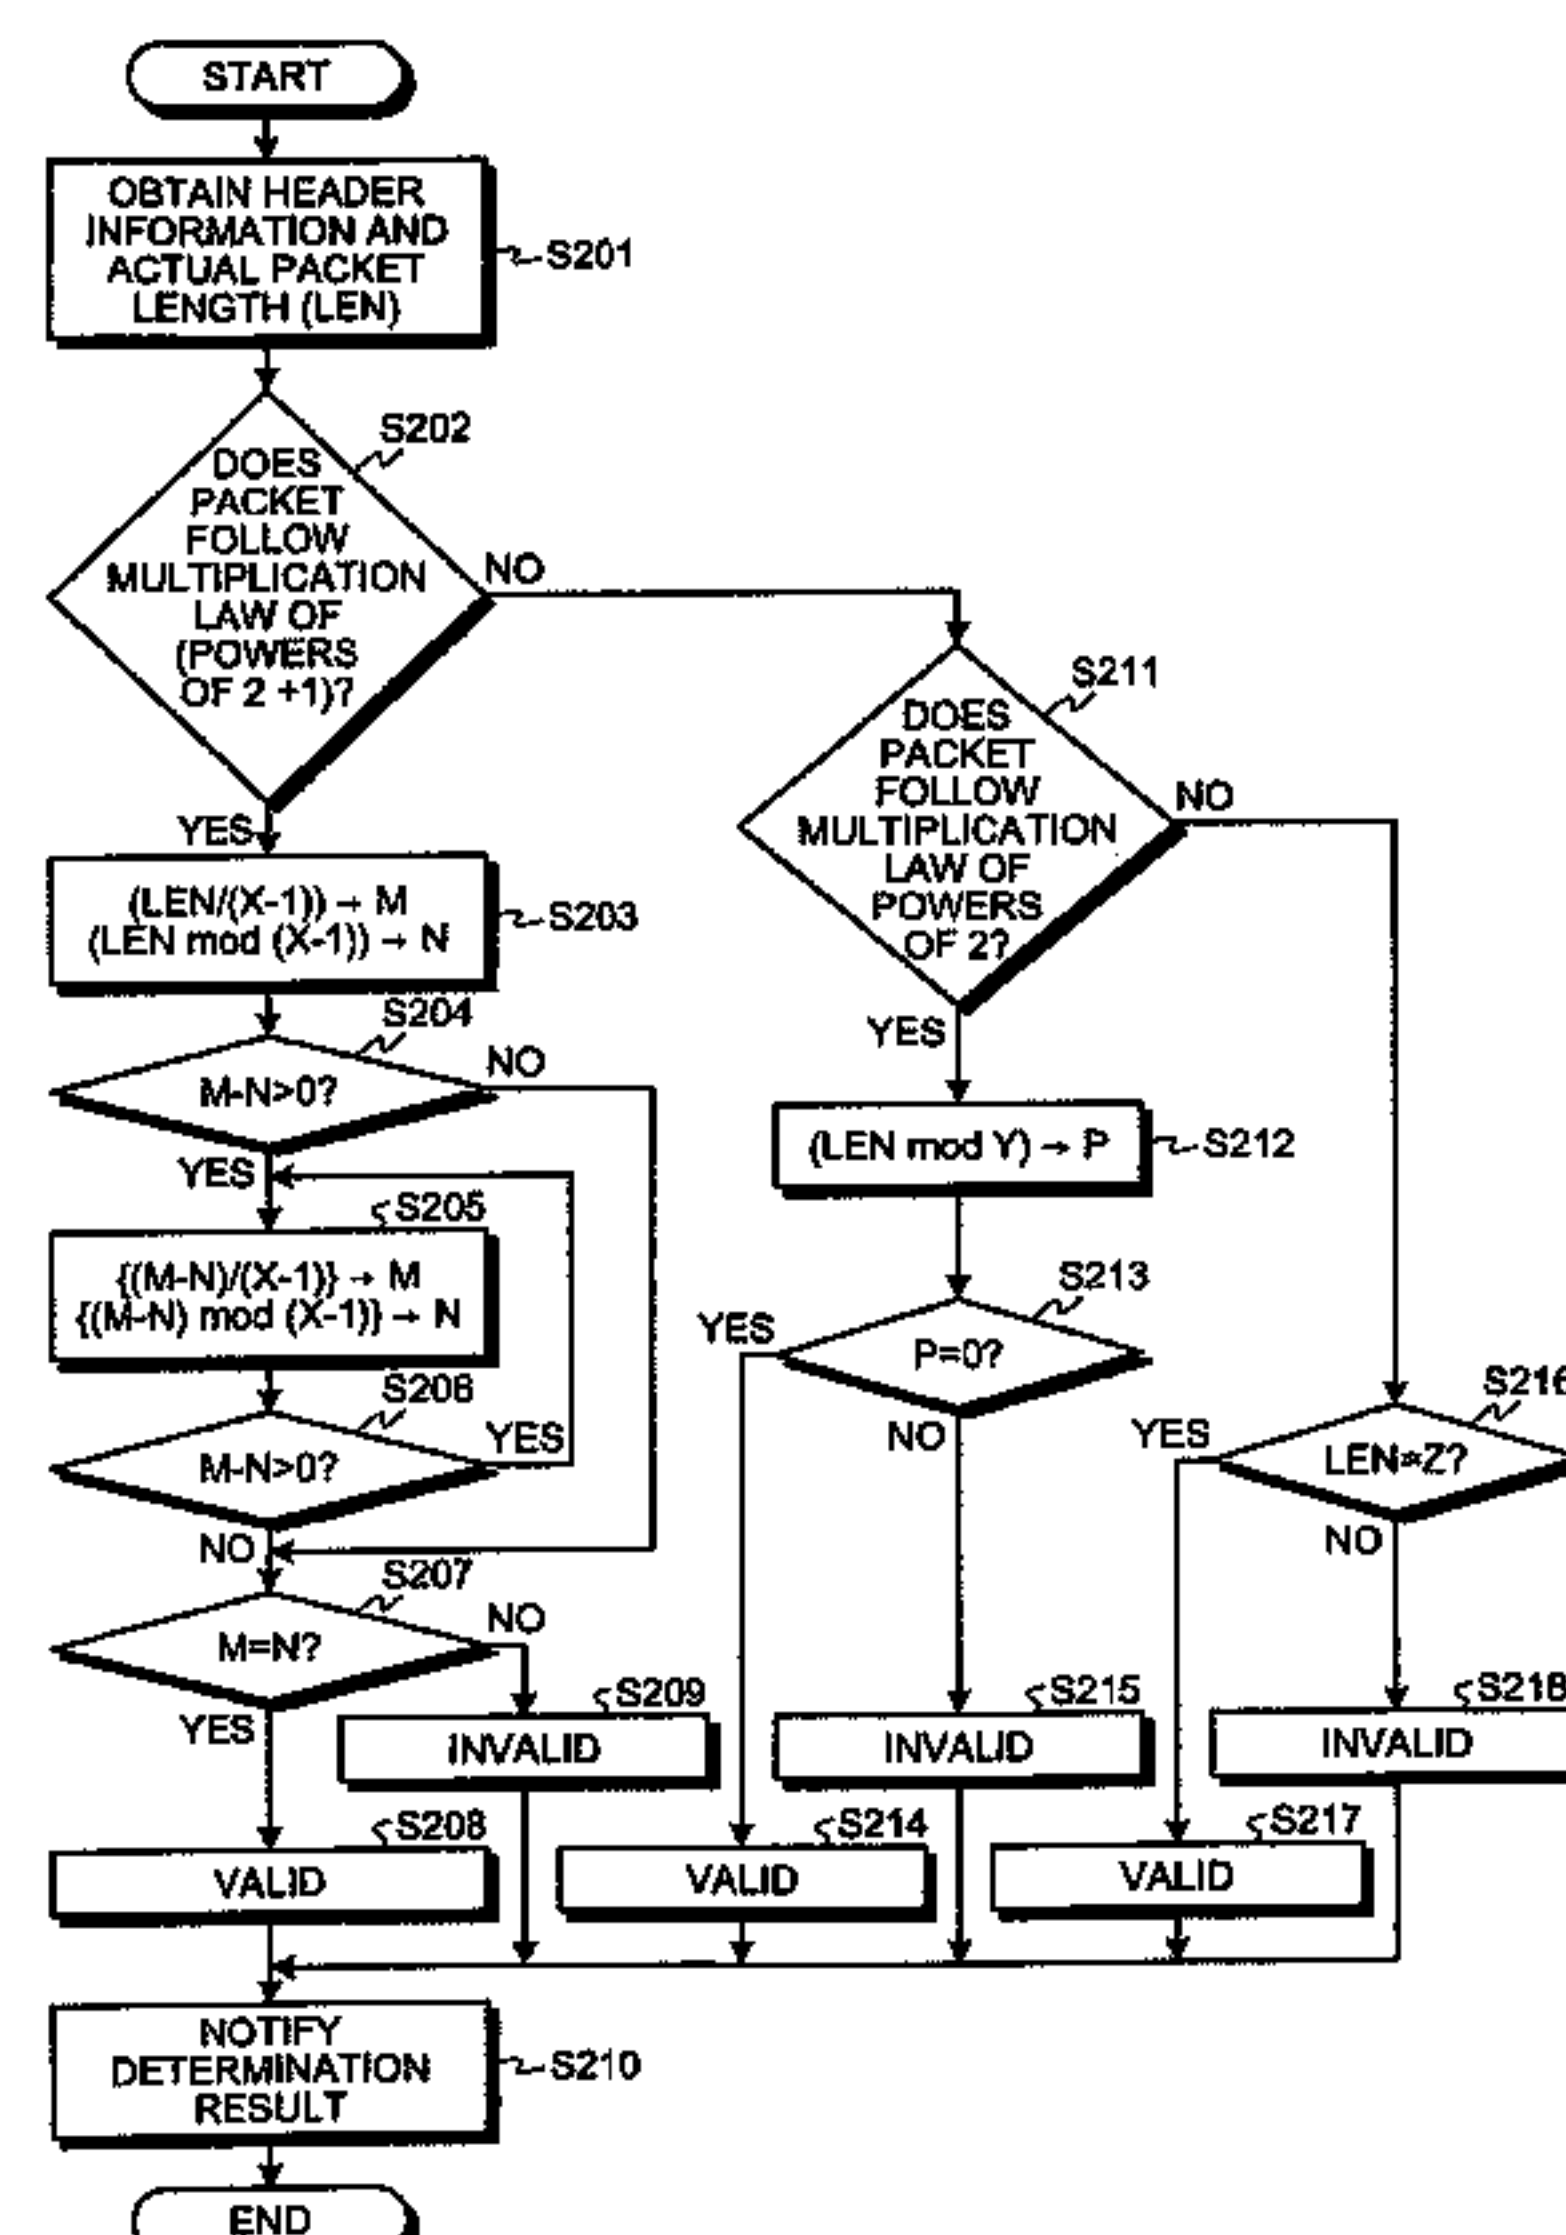 START
OBTAIN HEADER
INFORMATION AND
ACTUAL PACKET
LENGTH (LEN)
S201
S202
DOES
PACKET
FOLLOW
MULTIPLICATION
LAW OF
(POWERS
OF 2 +1)?
NO
YES
S211
DOES
PACKET
FOLLOW
MULTIPLICATION
LAW OF
POWERS
OF 2?
NO
YES
(LEN/(X-1)) → M
(LEN mod (X-1)) → N
S203
S204
M-N>0?
NO
YES
S205
{(M-N)/(X-1)} → M
{(M-N) mod (X-1)} → N
S206
M-N>0?
YES
NO
S207
M=N?
NO
YES
S209
INVALID
S208
VALID
(LEN mod Y) → P
S212
S213
P=0?
YES
NO
S215
INVALID
S214
VALID
S216
LEN=Z?
YES
NO
S218
INVALID
S217
VALID
NOTIFY
DETERMINATION
RESULT
S210
END